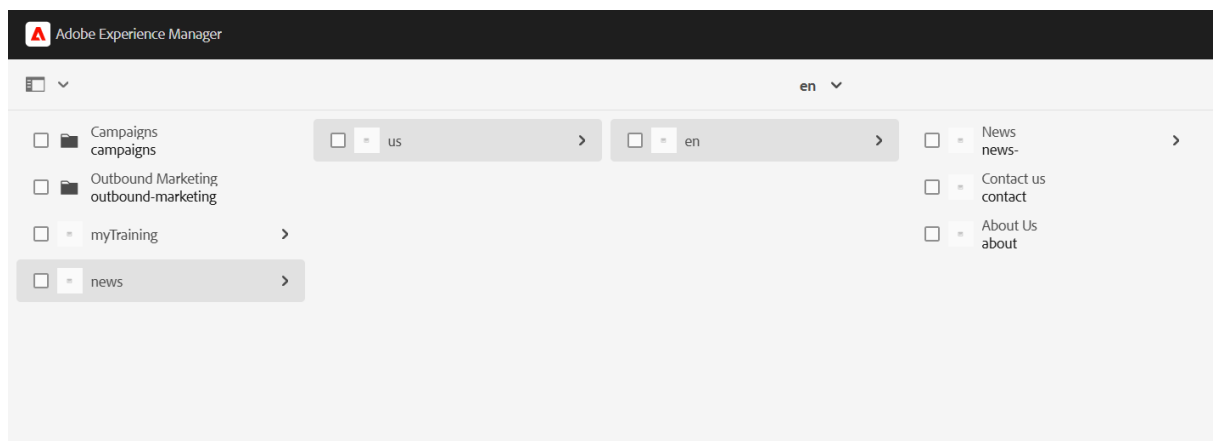 Adobe Experience Manager
en
Campaigns
campaigns
Outbound Marketing
outbound-marketing
myTraining
news
us
en
News
news-
Contact us
contact
About Us
about